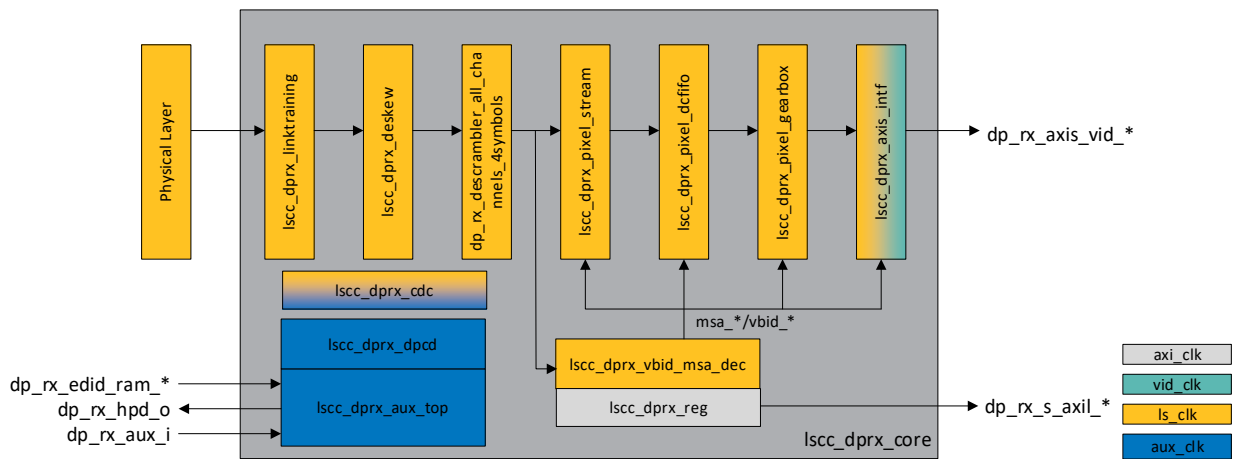 Physical Layer
lscc_dprx_linktraining
lscc_dprx_deskew
dp_rx_descrambler_all_cha
nnels_4symbols
lscc_dprx_pixel_stream
lscc_dprx_pixel_dcfifo
lscc_dprx_pixel_gearbox
lscc_dprx_axis_intf
dp_rx_axis_vid_*
lscc_dprx_cdc
msa_*/vbid_*
lscc_dprx_dpcd
lscc_dprx_vbid_msa_dec
axi_clk
dp_rx_edid_ram_*
vid_clk
dp_rx_hpd_o
lscc_dprx_aux_top
lscc_dprx_reg
dp_rx_s_axil_*
ls_clk
dp_rx_aux_i
lscc_dprx_core
aux_clk